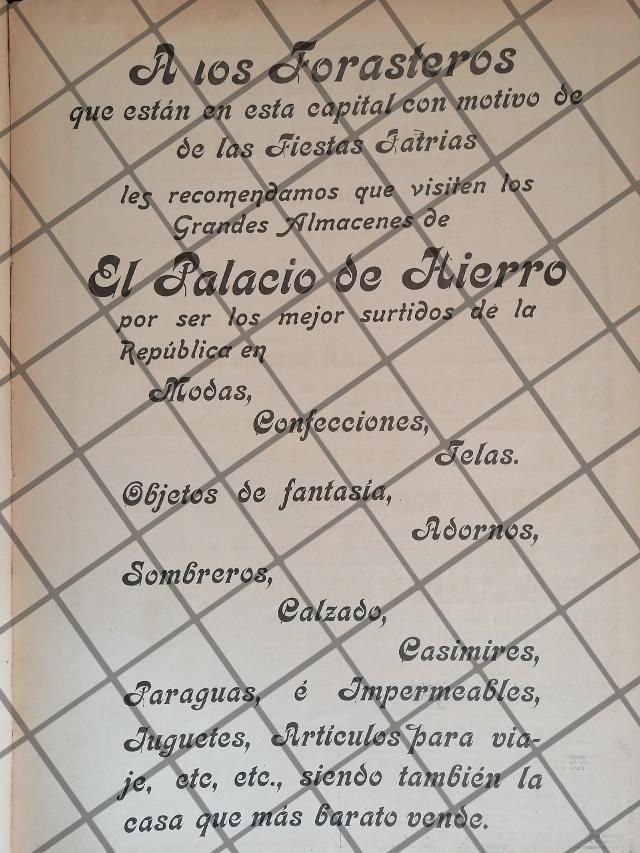 A los Forasteros
que están en esta capital con motivo de
de las Fiestas Patrias
les recomendamos que visiten los
Grandes Almacenes de
El Palacio de Hierro
por ser los mejor surtidos de la
República en
Modas,
Confecciones,
Telas.
Objetos de fantasía,
Adornos,
Sombreros,
Calzado,
Casimires,
Paraguas, é Impermeables,
Juguetes, Artículos para via-
je, etc, etc., siendo también la
casa que más barato vende.